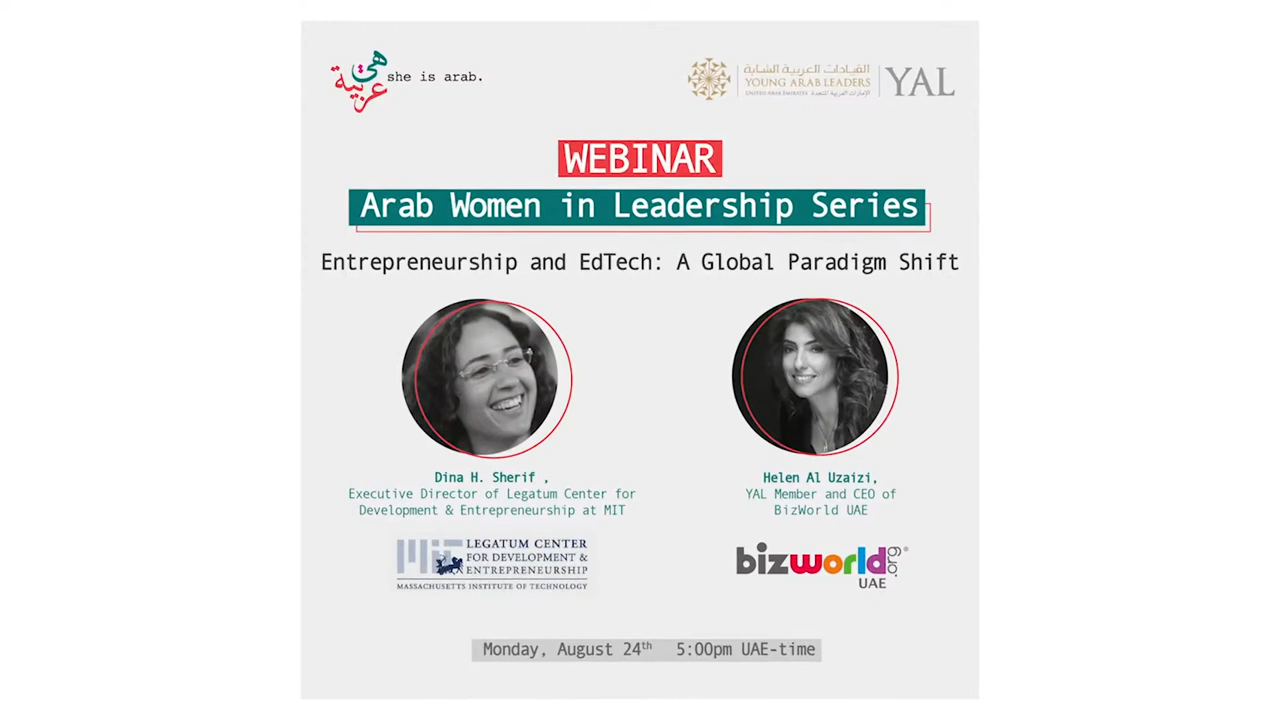 هي
عربية
she is arab.
القيادات العربية الشابة
YOUNG ARAB LEADERS
UNITED ARAB EMIRATES الإمارات العربية المتحدة
YAL
WEBINAR
Arab Women in Leadership Series
Entrepreneurship and EdTech: A Global Paradigm Shift
Dina H. Sherif ,
Executive Director of Legatum Center for
Development & Entrepreneurship at MIT
MIT
LEGATUM CENTER
FOR DEVELOPMENT &
ENTREPRENEURSHIP
MASSACHUSETTS INSTITUTE OF TECHNOLOGY
Helen Al Uzaizi,
YAL Member and CEO of
BizWorld UAE
bizworld.org®
UAE
Monday, August 24th 5:00pm UAE-time